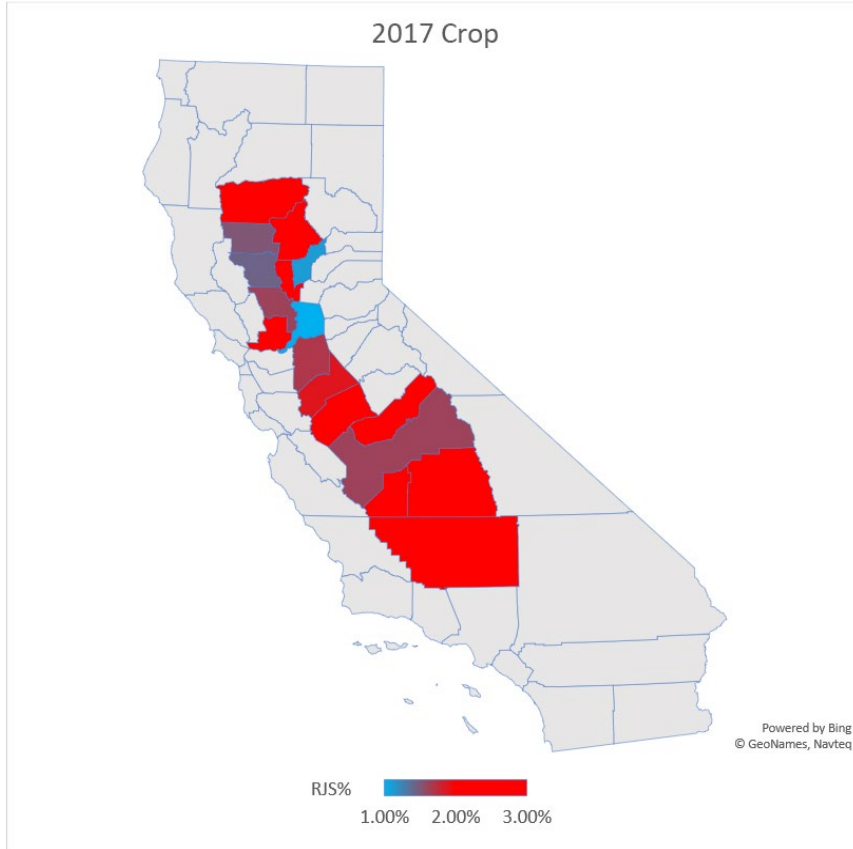 2017 Crop
Powered by Bing
© GeoNames, Navteq
RJS%
1.00% 2.00% 3.00%